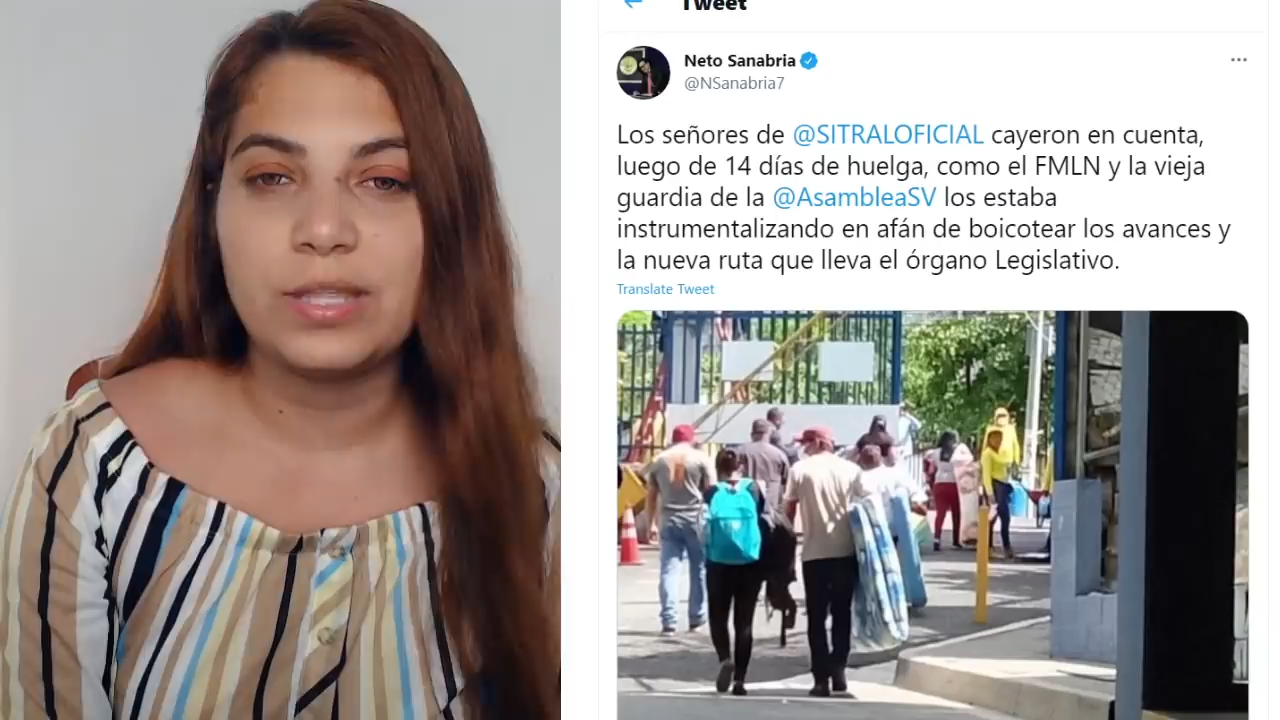 Tweet
Neto Sanabria
@NSanabria7
Los señores de @SITRALOFICIAL cayeron en cuenta,
luego de 14 días de huelga, como el FMLN y la vieja
guardia de la @AsambleaSV los estaba
instrumentalizando en afán de boicotear los avances y
la nueva ruta que lleva el órgano Legislativo.
Translate Tweet